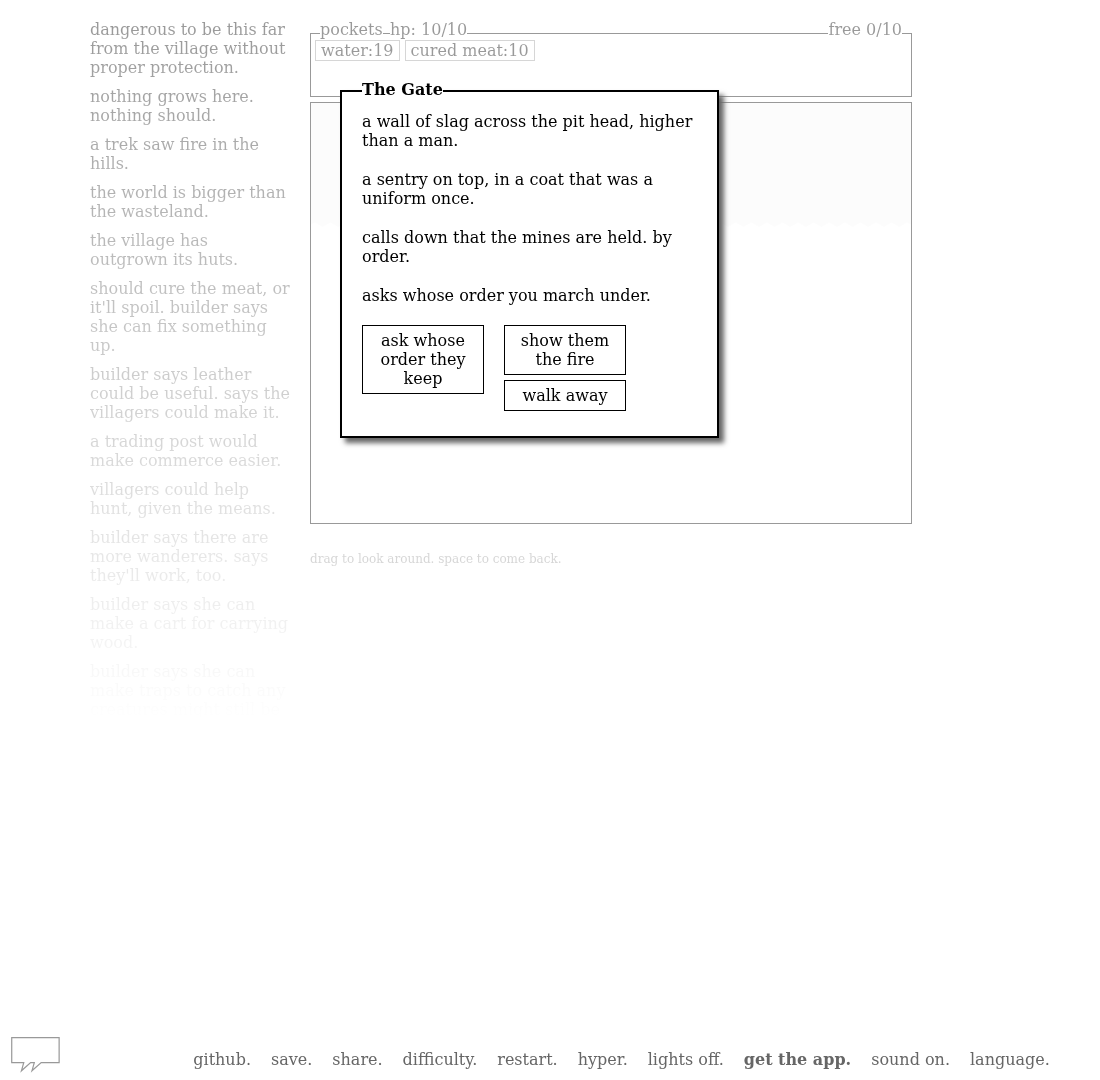 dangerous to be this far
from the village without
proper protection.
nothing grows here.
nothing should.
a trek saw fire in the
hills.
the world is bigger than
the wasteland.
the village has
outgrown its huts.
should cure the meat, or
it'll spoil. builder says
she can fix something
up.
builder says leather
could be useful. says the
villagers could make it.
a trading post would
make commerce easier.
villagers could help
hunt, given the means.
builder says there are
more wanderers. says
they'll work, too.
builder says she can
make a cart for carrying
wood.
builder says she can
make traps to catch any
pockets hp: 10/10 free 0/10
water:19 cured meat:10
The Gate
a wall of slag across the pit head, higher
than a man.
a sentry on top, in a coat that was a
uniform once.
calls down that the mines are held. by
order.
asks whose order you march under.
ask whose
order they
keep
show them
the fire
walk away
drag to look around. space to come back.
github. save. share. difficulty. restart. hyper. lights off. get the app. sound on. language.